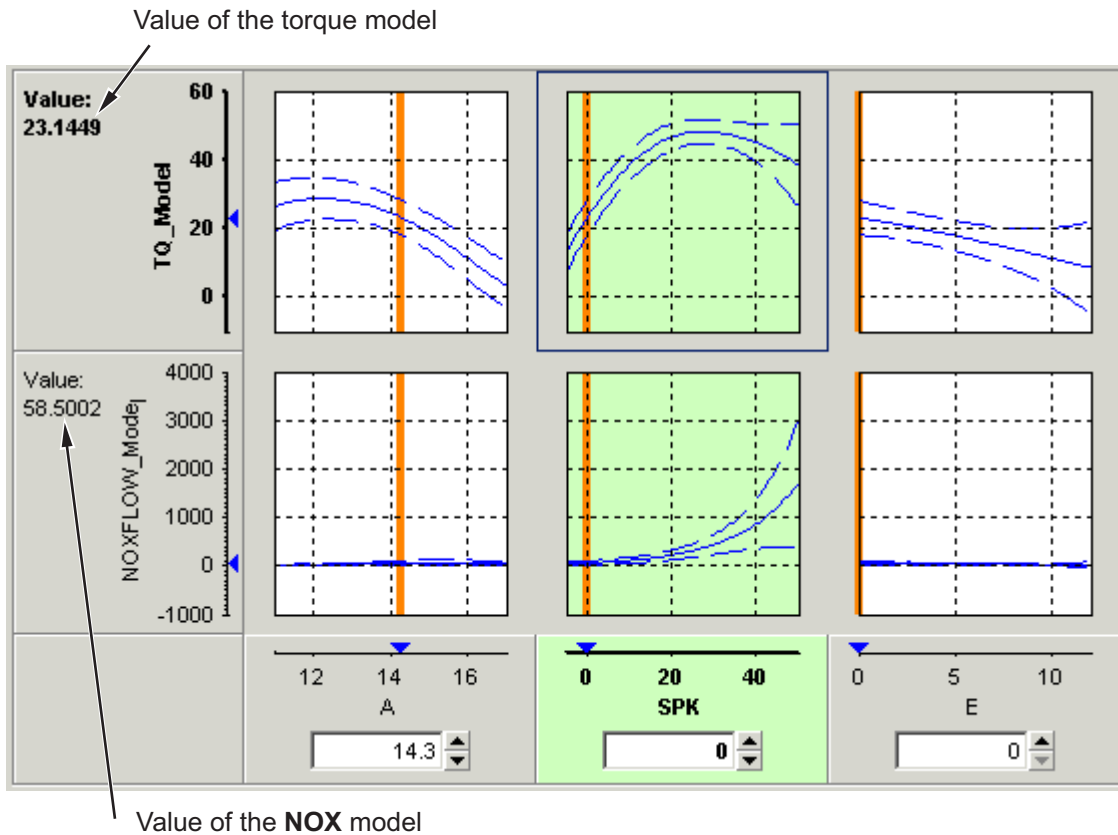 Value of the torque model
Value:
23.1449
TQ_Model
60
40
20
0
Value:
58.5002
NOXFLOW_Model
4000
3000
2000
1000
0
-1000
12 14 16
A
14.3
0 20 40
SPK
0
0 5 10
E
0
Value of the NOX model